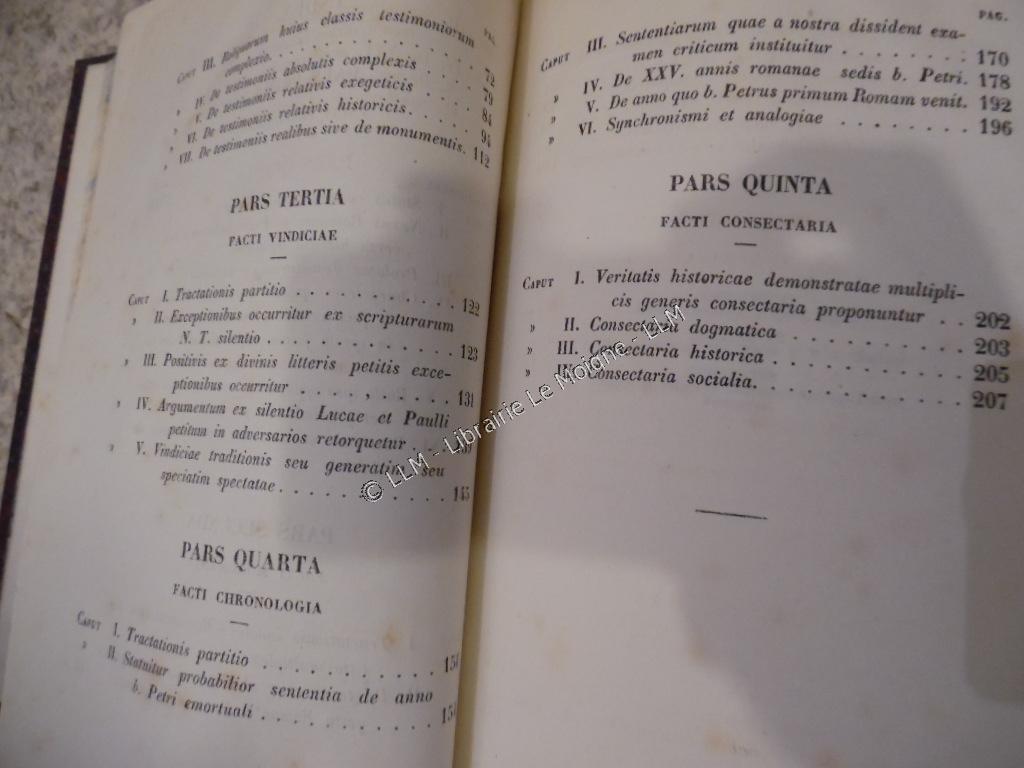 PAG.
CAPUT III. Reliquorum huius classis testimoniorum
complexio. . . . . . . . . . . . . 72
» IV. De testimoniis absolutis complexis . . . . 79
» V. De testimoniis relativis exegeticis . . . . 84
» VI. De testimoniis relativis historicis. . . . . 94
» VII. De testimoniis realibus sive de monumentis. 112
PARS TERTIA
FACTI VINDICIAE
CAPUT I. Tractationis partitio . . . . . . . . . . 122
» II. Exceptionibus occurritur ex scripturarum
N. T. silentio . . . . . . . . . . . 123
» III. Positivis ex divinis litteris petitis exce-
ptionibus occurritur . . . . . . . . 131
» IV. Argumentum ex silentio Lucae et Paulli
petitum in adversarios retorquetur . .
» V. Vindiciae traditionis seu generatim seu
speciatim spectatae . . . . . . . . . 145
PARS QUARTA
FACTI CHRONOLOGIA
CAPUT I. Tractationis partitio . . . . . . . . . .
» II. Statuitur probabilior sententia de anno
b. Petri emortuali . . . . . . . . .
PAG.
CAPUT III. Sententiarum quae a nostra dissident exa-
men criticum instituitur . . . . . . 170
» IV. De XXV. annis romanae sedis b. Petri. 178
» V. De anno quo b. Petrus primum Romam venit. 192
» VI. Synchronismi et analogiae . . . . . . . 196
PARS QUINTA
FACTI CONSECTARIA
CAPUT I. Veritatis historicae demonstratae multipli-
cis generis consectaria proponuntur . . 202
» II. Consectaria dogmatica . . . . . . . . . 203
» III. Consectaria historica . . . . . . . . . 205
» IV. Consectaria socialia. . . . . . . . . . 207
© LLM - Librairie Le Moione - LLM